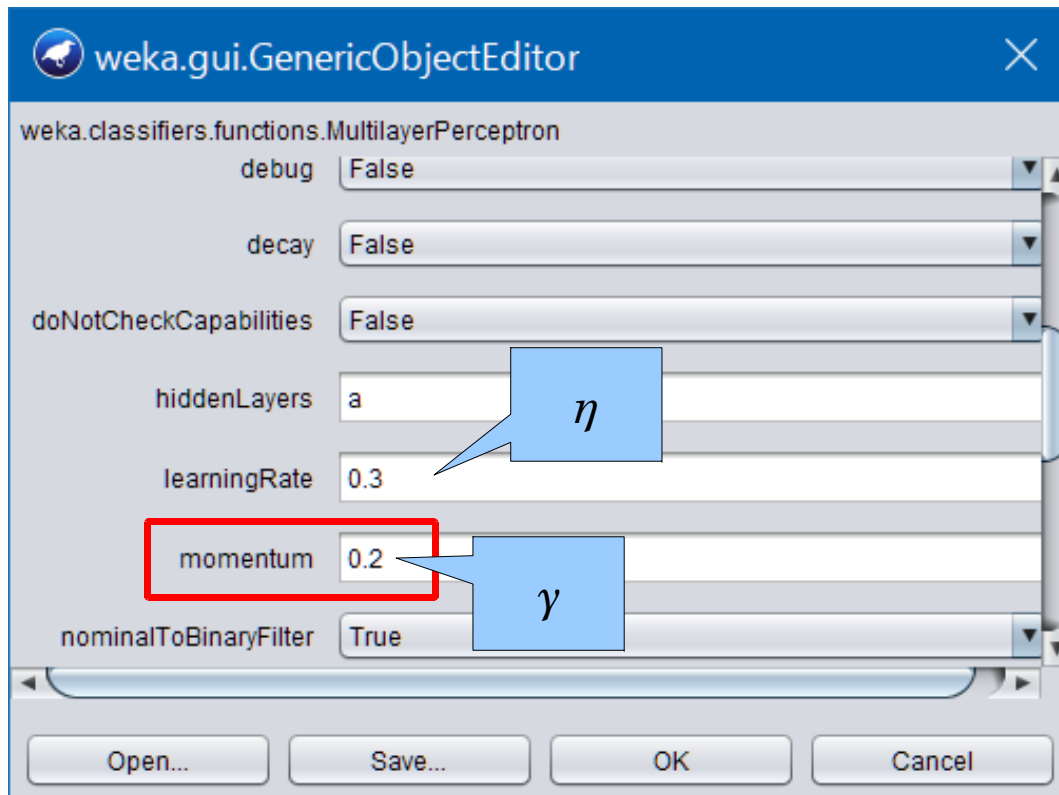 weka.gui.GenericObjectEditor
weka.classifiers.functions.MultilayerPerceptron
debug False
decay False
doNotCheckCapabilities False
hiddenLayers a
η
learningRate 0.3
momentum 0.2
γ
nominalToBinaryFilter True
Open... Save... OK Cancel